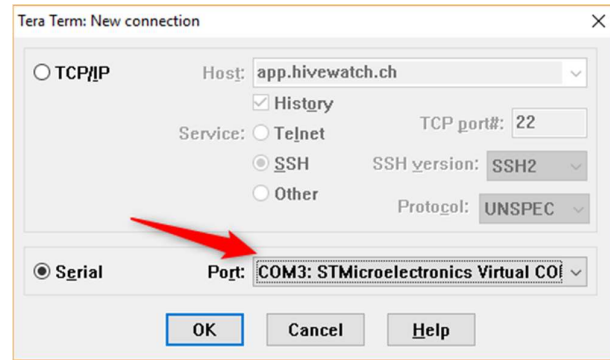 Tera Term: New connection
TCP/IP Host: app.hivewatch.ch
History
Service: Telnet TCP port#: 22
SSH SSH version: SSH2
Other Protocol: UNSPEC
Serial Port: COM3: STMicroelectronics Virtual CO
OK Cancel Help